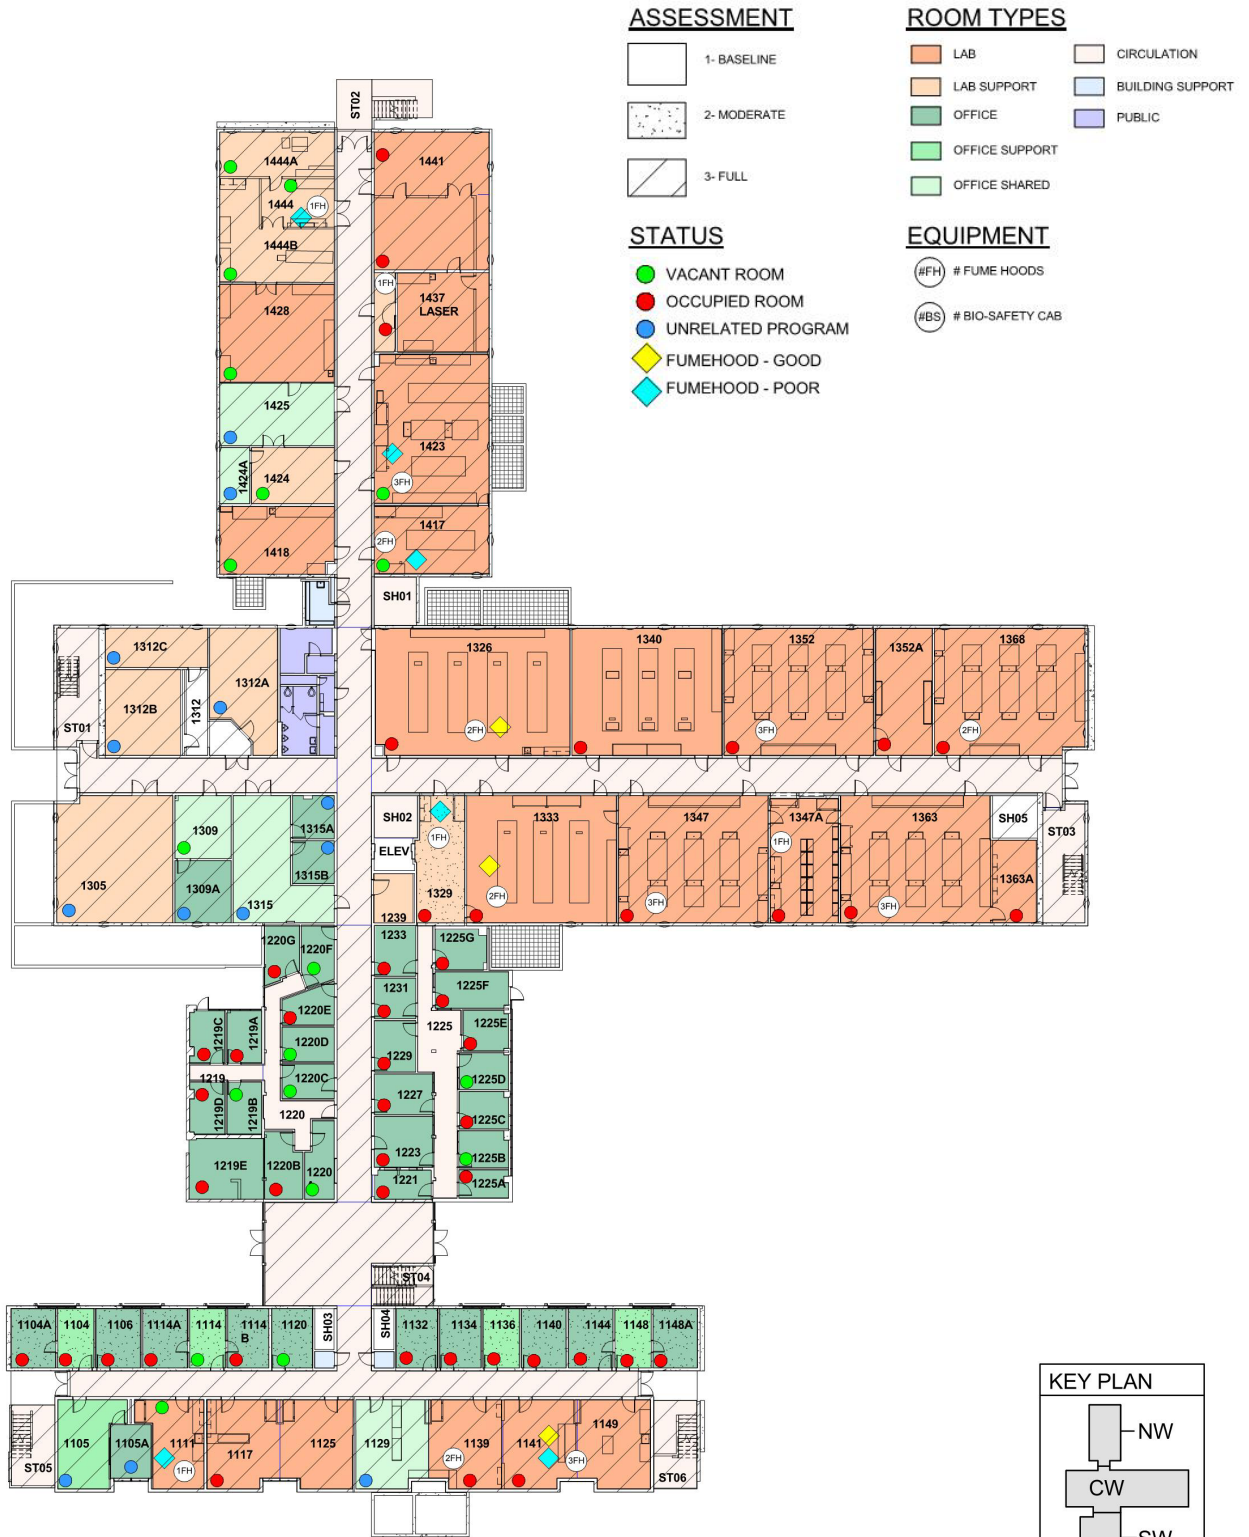 ASSESSMENT
1- BASELINE
2- MODERATE
3- FULL
ROOM TYPES
LAB
LAB SUPPORT
OFFICE
OFFICE SUPPORT
OFFICE SHARED
CIRCULATION
BUILDING SUPPORT
PUBLIC
STATUS
VACANT ROOM
OCCUPIED ROOM
UNRELATED PROGRAM
FUMEHOOD - GOOD
FUMEHOOD - POOR
EQUIPMENT
#FH # FUME HOODS
#BS # BIO-SAFETY CAB
ST02
1444A
1441
1444
1FH
1444B
1FH
1437
LASER
1428
1425
1423
1424A
1424
3FH
1417
2FH
1418
SH01
1312C
1326
1340
1352
1352A
1368
1312A
1312B
1312
ST01
2FH
3FH
2FH
1309
1315A
SH02
1333
1347
1347A
1363
SH05
ST03
1FH
1FH
ELEV
1315B
1305
1309A
1315
1329
1363A
2FH
3FH
3FH
1239
1220G
1220F
1233
1225G
1231
1225F
1220E
1219C
1219A
1225
1225E
1220D
1229
1219
1220C
1225D
1227
1219D
1219B
1220
1225C
1223
1225B
1219E
1220B
1220
1221
1225A
ST04
1104A
1104
1106
1114A
1114
1114
B
1120
SH03
SH04
1132
1134
1136
1140
1144
1148
1148A
1105
1105A
1111
1117
1125
1129
1139
1141
1149
1FH
2FH
3FH
ST05
ST06
KEY PLAN
NW
CW
SW